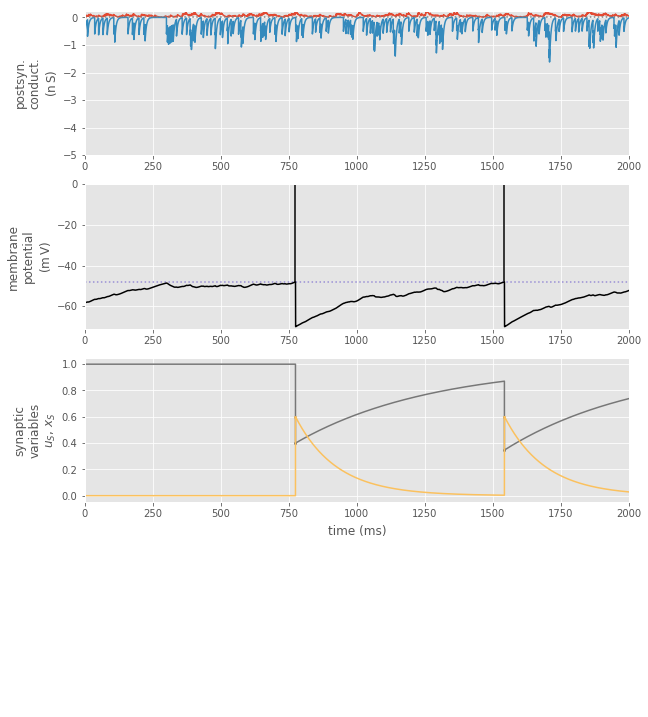 postsyn.
conduct.
(n S)
0
−1
−2
−3
−4
−5
0 250 500 750 1000 1250 1500 1750 2000
membrane
potential
(m V)
0
−20
−40
−60
0 250 500 750 1000 1250 1500 1750 2000
synaptic
variables
u_S, x_S
1.0
0.8
0.6
0.4
0.2
0.0
0 250 500 750 1000 1250 1500 1750 2000
time (ms)